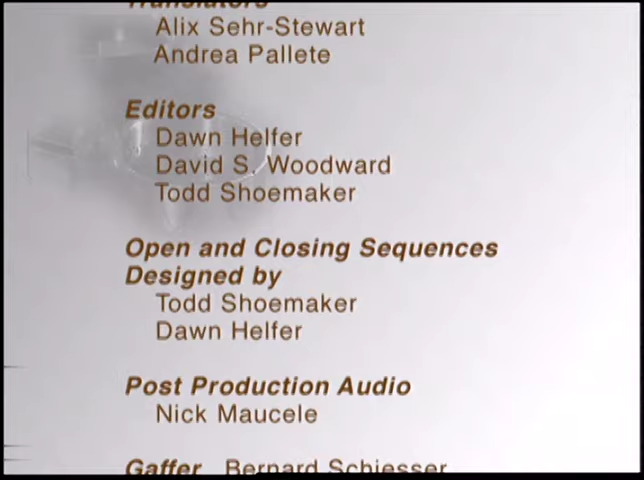 Translators
Alix Sehr-Stewart
Andrea Pallete
Editors
Dawn Helfer
David S. Woodward
Todd Shoemaker
Open and Closing Sequences
Designed by
Todd Shoemaker
Dawn Helfer
Post Production Audio
Nick Maucele
Gaffer Bernard Schiesser